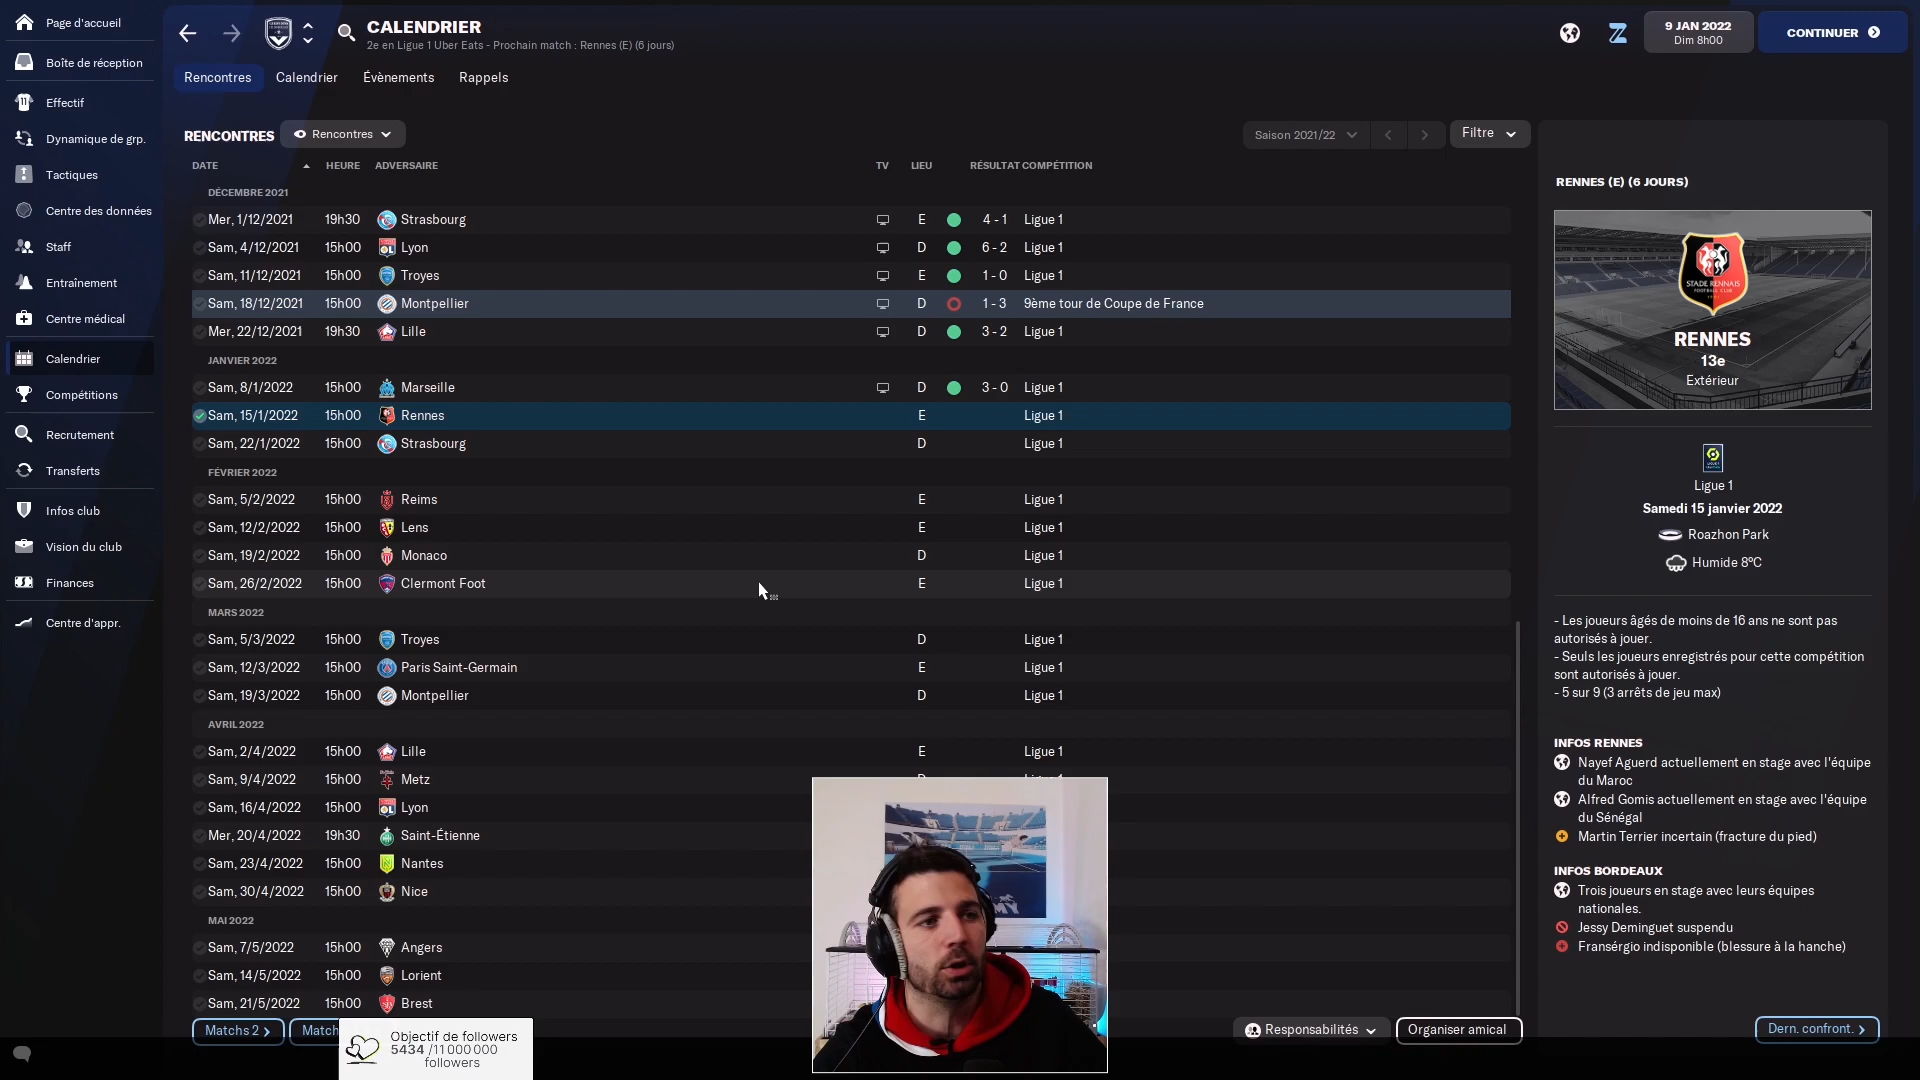 Page d'accueil
Boîte de réception
Effectif
Dynamique de grp.
Tactiques
Centre des données
Staff
Entraînement
Centre médical
Calendrier
Compétitions
Recrutement
Transferts
Infos club
Vision du club
Finances
Centre d'appr.
CALENDRIER
2e en Ligue 1 Uber Eats - Prochain match : Rennes (E) (6 jours)
9 JAN 2022
Dim 8h00
CONTINUER
Rencontres Calendrier Évènements Rappels
RENCONTRES Rencontres Saison 2021/22 Filtre
DATE HEURE ADVERSAIRE TV LIEU RÉSULTAT COMPÉTITION
DÉCEMBRE 2021
Mer, 1/12/2021 19h30 Strasbourg E 4 - 1 Ligue 1
Sam, 4/12/2021 15h00 Lyon D 6 - 2 Ligue 1
Sam, 11/12/2021 15h00 Troyes E 1 - 0 Ligue 1
Sam, 18/12/2021 15h00 Montpellier D 1 - 3 9ème tour de Coupe de France
Mer, 22/12/2021 19h30 Lille D 3 - 2 Ligue 1
JANVIER 2022
Sam, 8/1/2022 15h00 Marseille D 3 - 0 Ligue 1
Sam, 15/1/2022 15h00 Rennes E Ligue 1
Sam, 22/1/2022 15h00 Strasbourg D Ligue 1
FÉVRIER 2022
Sam, 5/2/2022 15h00 Reims E Ligue 1
Sam, 12/2/2022 15h00 Lens E Ligue 1
Sam, 19/2/2022 15h00 Monaco D Ligue 1
Sam, 26/2/2022 15h00 Clermont Foot E Ligue 1
MARS 2022
Sam, 5/3/2022 15h00 Troyes D Ligue 1
Sam, 12/3/2022 15h00 Paris Saint-Germain E Ligue 1
Sam, 19/3/2022 15h00 Montpellier D Ligue 1
AVRIL 2022
Sam, 2/4/2022 15h00 Lille E Ligue 1
Sam, 9/4/2022 15h00 Metz
Sam, 16/4/2022 15h00 Lyon
Mer, 20/4/2022 19h30 Saint-Étienne
Sam, 23/4/2022 15h00 Nantes
Sam, 30/4/2022 15h00 Nice
MAI 2022
Sam, 7/5/2022 15h00 Angers
Sam, 14/5/2022 15h00 Lorient
Sam, 21/5/2022 15h00 Brest
Matchs 2 Match
Objectif de followers
5434 /11 000 000
followers
Responsabilités Organiser amical
RENNES (E) (6 JOURS)
STADE RENNAIS
RENNES
13e
Extérieur
Ligue 1
Samedi 15 janvier 2022
Roazhon Park
Humide 8ºC
- Les joueurs âgés de moins de 16 ans ne sont pas
autorisés à jouer.
- Seuls les joueurs enregistrés pour cette compétition
sont autorisés à jouer.
- 5 sur 9 (3 arrêts de jeu max)
INFOS RENNES
Nayef Aguerd actuellement en stage avec l'équipe
du Maroc
Alfred Gomis actuellement en stage avec l'équipe
du Sénégal
Martin Terrier incertain (fracture du pied)
INFOS BORDEAUX
Trois joueurs en stage avec leurs équipes
nationales.
Jessy Deminguet suspendu
Fransérgio indisponible (blessure à la hanche)
Dern. confront.